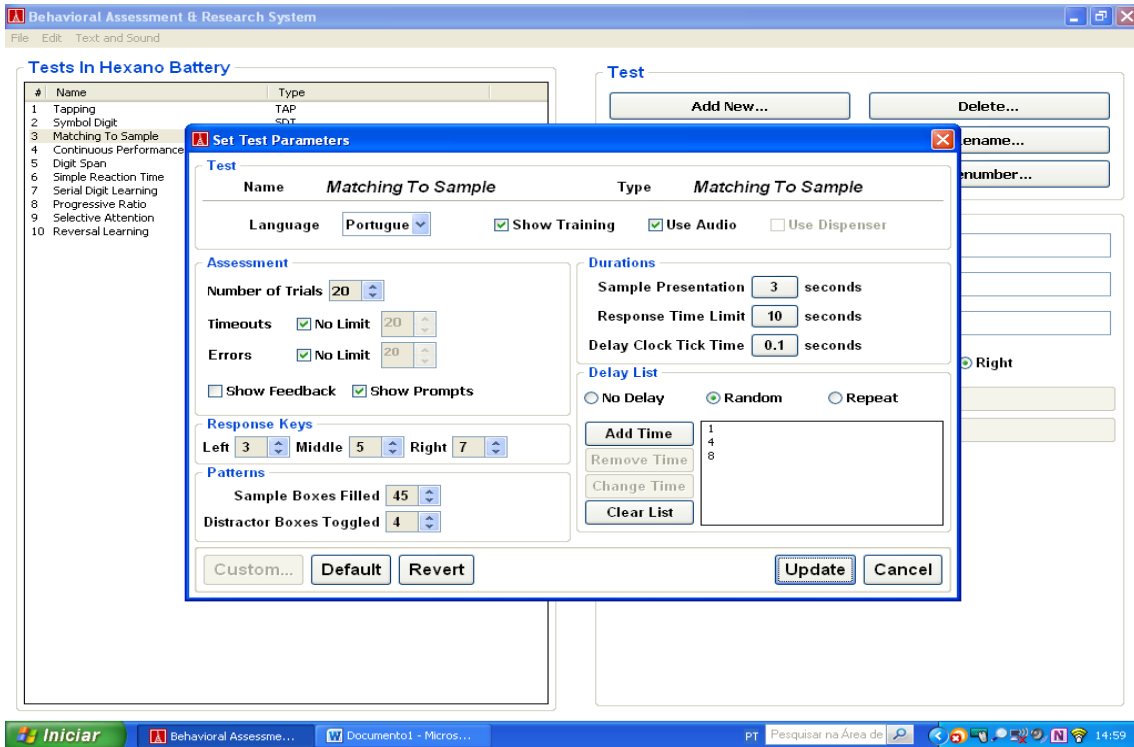 Behavioral Assessment & Research System
File Edit Text and Sound
Tests In Hexano Battery
# Name Type
1 Tapping TAP
2 Symbol Digit SDT
3 Matching To Sample
4 Continuous Performance
5 Digit Span
6 Simple Reaction Time
7 Serial Digit Learning
8 Progressive Ratio
9 Selective Attention
10 Reversal Learning
Test
Add New... Delete...
ename...
enumber...
Right
Set Test Parameters
Test
Name Matching To Sample Type Matching To Sample
Language Portugue Show Training Use Audio Use Dispenser
Assessment
Number of Trials 20
Timeouts No Limit 20
Errors No Limit 20
Show Feedback Show Prompts
Response Keys
Left 3 Middle 5 Right 7
Patterns
Sample Boxes Filled 45
Distractor Boxes Toggled 4
Durations
Sample Presentation 3 seconds
Response Time Limit 10 seconds
Delay Clock Tick Time 0.1 seconds
Delay List
No Delay Random Repeat
Add Time
Remove Time
Change Time
Clear List
1
4
8
Custom... Default Revert Update Cancel
Iniciar Behavioral Assessme... Documento1 - Micros... PT Pesquisar na Área de 14:59